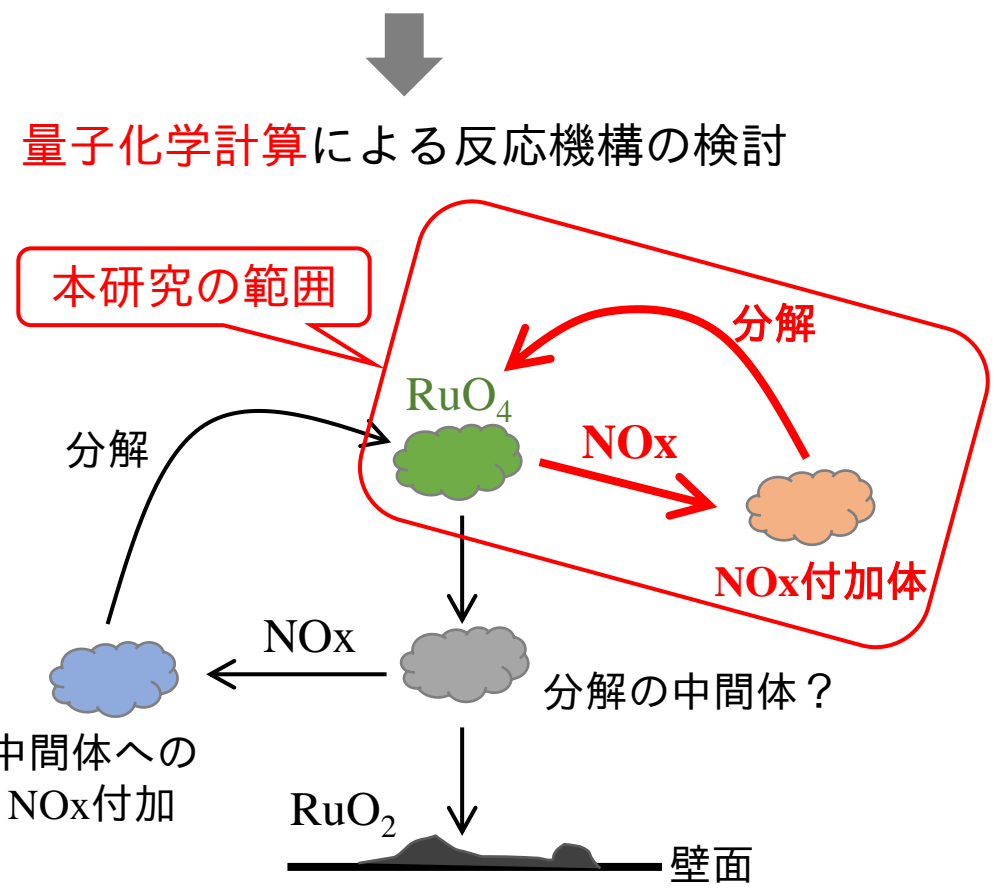 量子化学計算による反応機構の検討
本研究の範囲
分解
RuO₄
分解
NOx
NOx付加体
NOx
分解の中間体？
中間体への
NOx付加
RuO₂
壁面